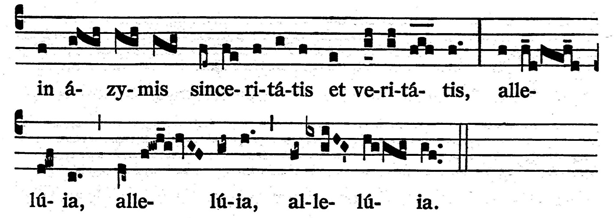 in á- zy- mis since- ri- tá- tis et ve- ri- tá- tis, alle-
lú- ia, alle- lú- ia, al- le- lú- ia.